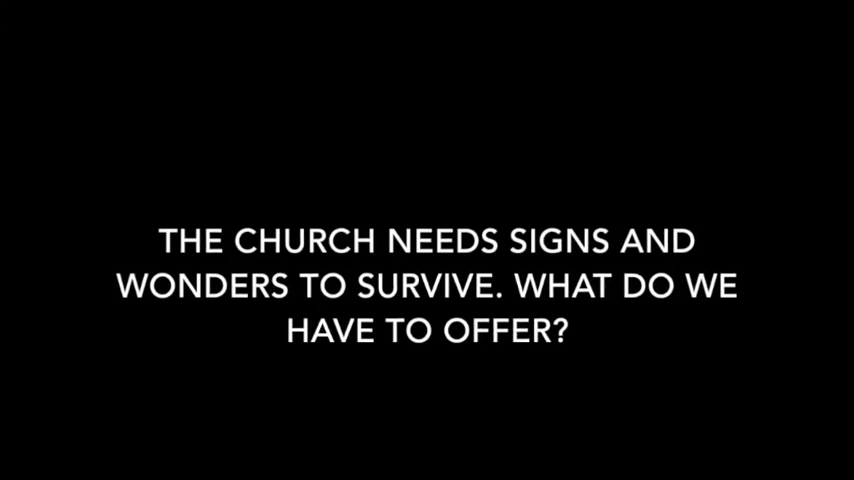 THE CHURCH NEEDS SIGNS AND
WONDERS TO SURVIVE. WHAT DO WE
HAVE TO OFFER?